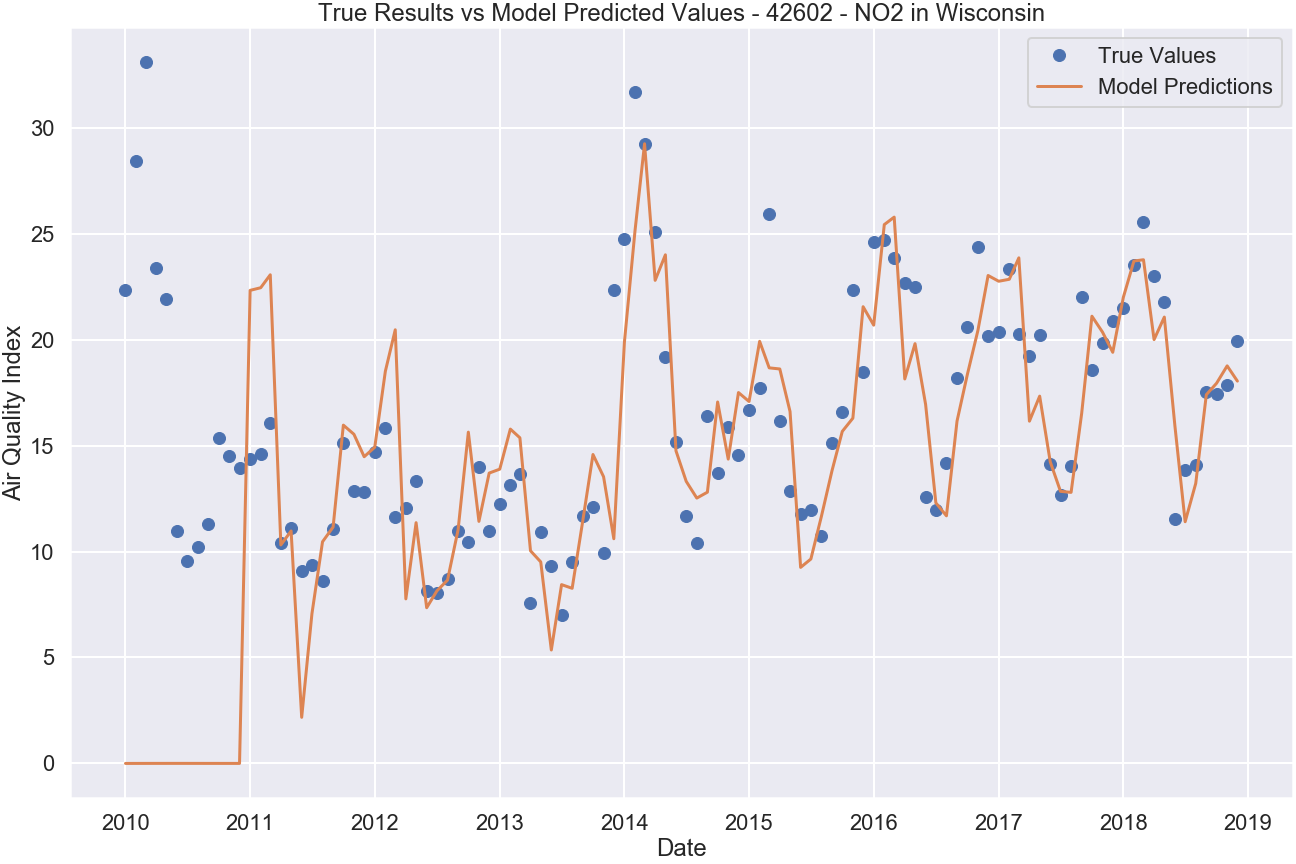 True Results vs Model Predicted Values - 42602 - NO2 in Wisconsin
True Values
Model Predictions
Air Quality Index
30
25
20
15
10
5
0
2010 2011 2012 2013 2014 2015 2016 2017 2018 2019
Date